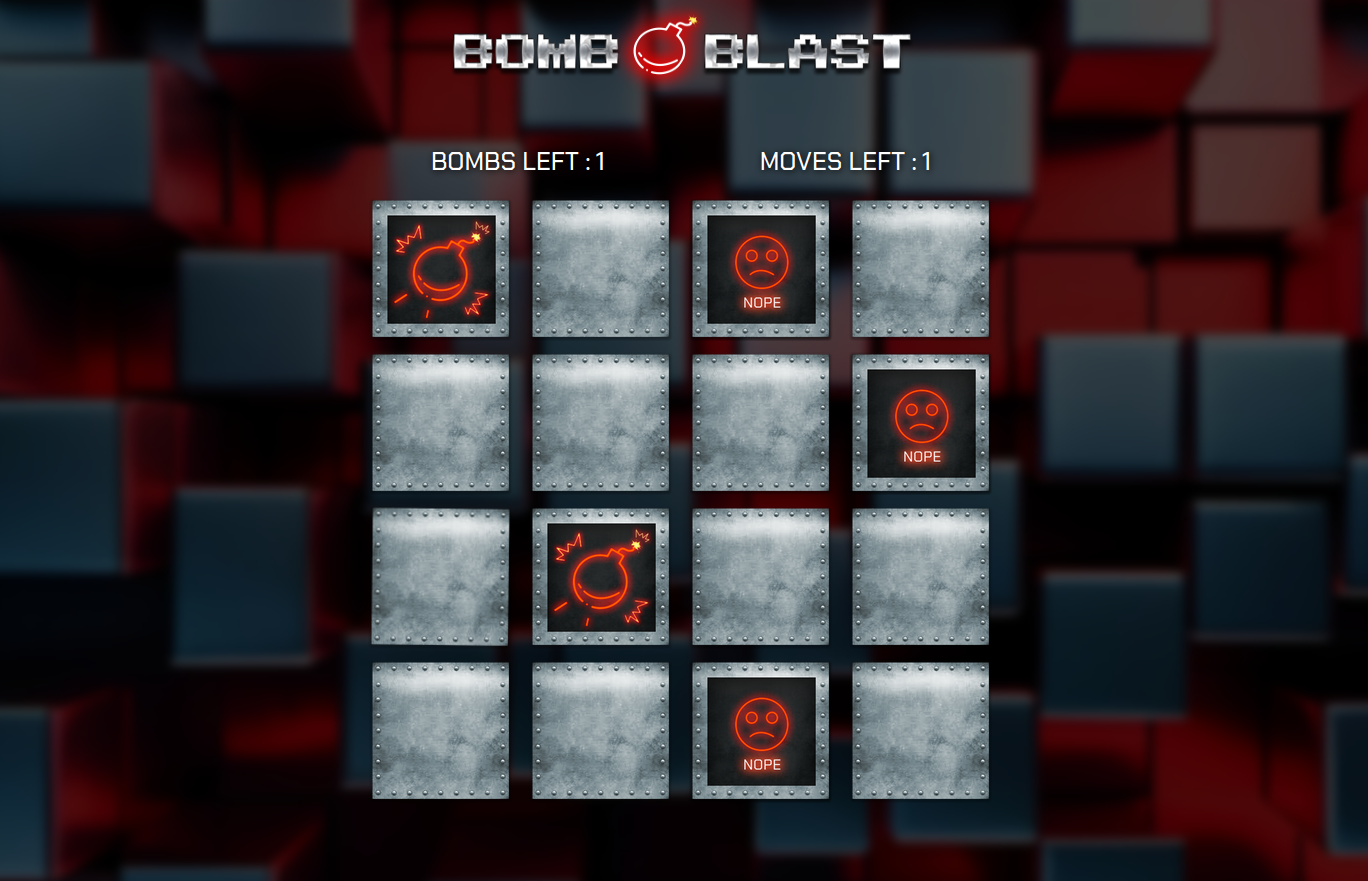 BOMB BLAST
BOMBS LEFT : 1
MOVES LEFT : 1
NOPE
NOPE
NOPE